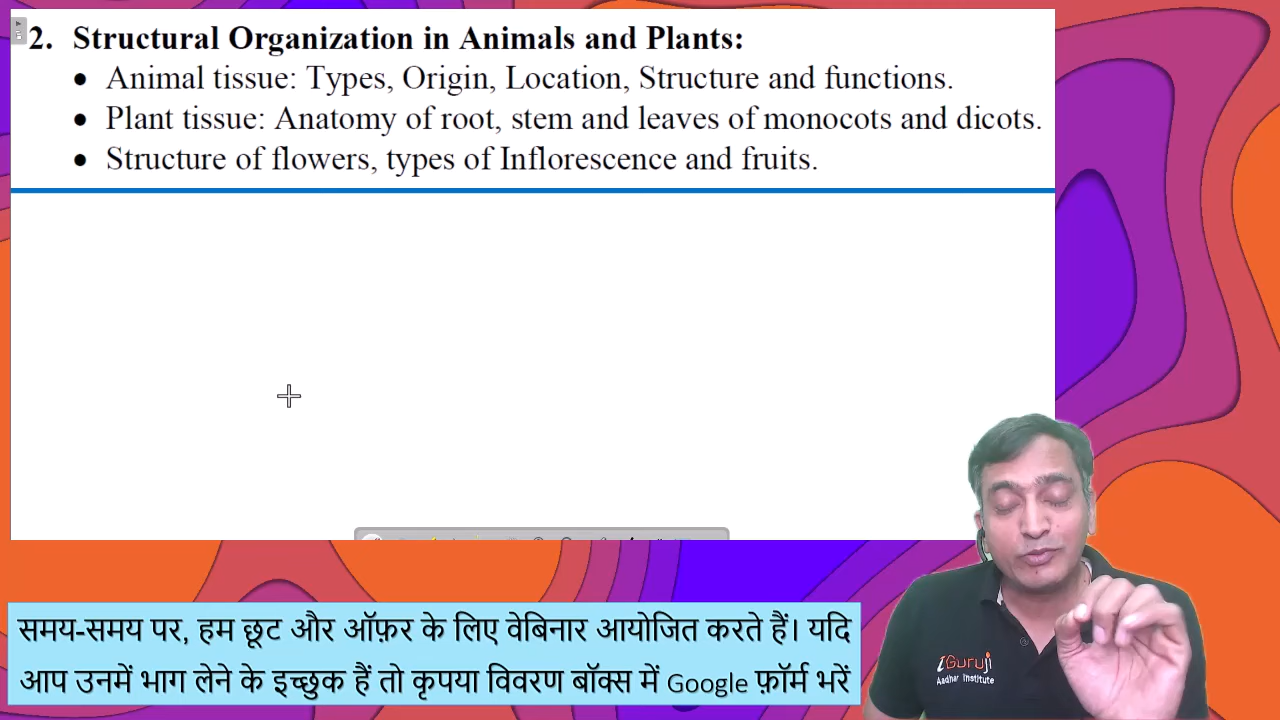 2. Structural Organization in Animals and Plants:
• Animal tissue: Types, Origin, Location, Structure and functions.
• Plant tissue: Anatomy of root, stem and leaves of monocots and dicots.
• Structure of flowers, types of Inflorescence and fruits.
iGuruji
Aadhar Institute
समय-समय पर, हम छूट और ऑफ़र के लिए वेबिनार आयोजित करते हैं। यदि
आप उनमें भाग लेने के इच्छुक हैं तो कृपया विवरण बॉक्स में Google फ़ॉर्म भरें